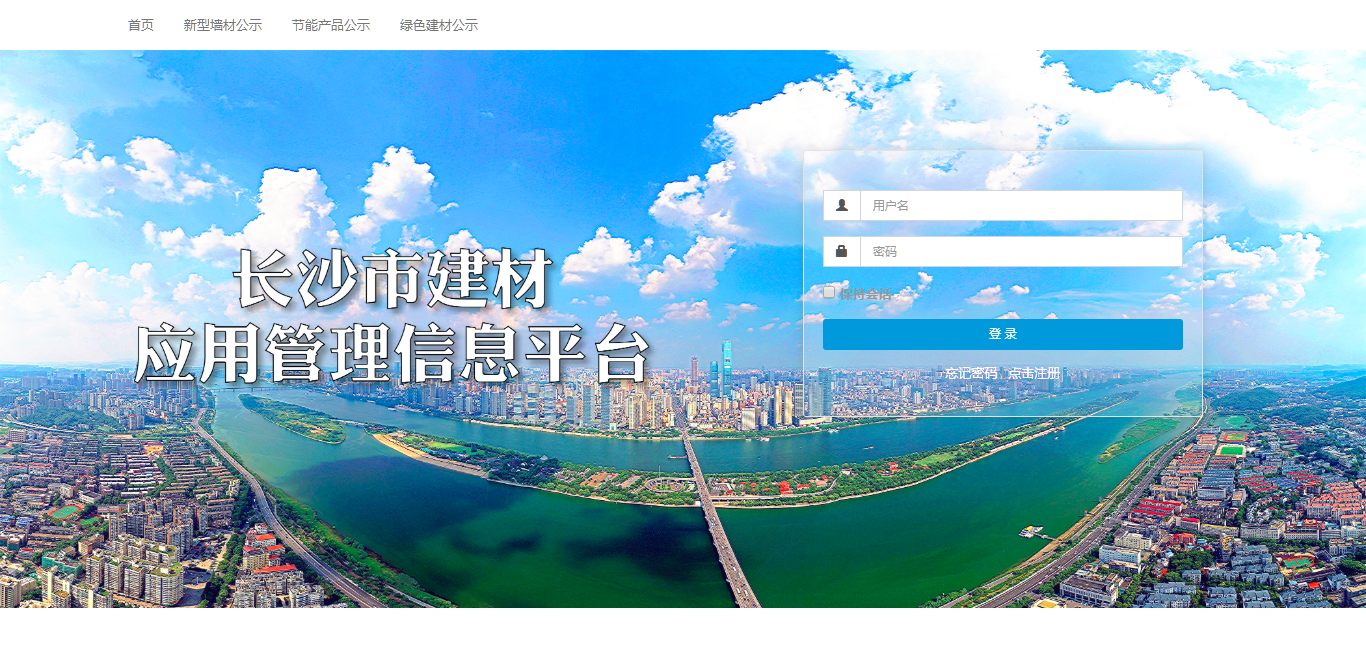 首页 新型墙材公示 节能产品公示 绿色建材公示
长沙市建材
应用管理信息平台
用户名
密码
保持会话
登 录
忘记密码 点击注册